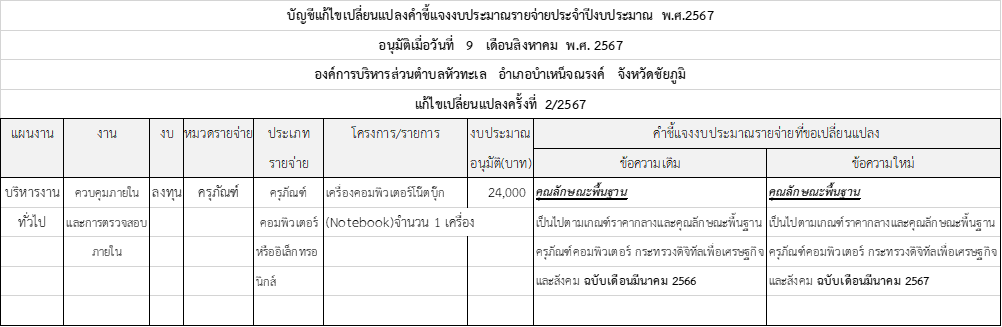 บัญชีแก้ไขเปลี่ยนแปลงคำชี้แจงงบประมาณรายจ่ายประจำปีงบประมาณ พ.ศ.2567
อนุมัติเมื่อวันที่ 9 เดือนสิงหาคม พ.ศ. 2567
องค์การบริหารส่วนตำบลหัวทะเล อำเภอบำเหน็จณรงค์ จังหวัดชัยภูมิ
แก้ไขเปลี่ยนแปลงครั้งที่ 2/2567
แผนงาน งาน งบ หมวดรายจ่าย ประเภท โครงการ/รายการ งบประมาณ คำชี้แจงงบประมาณรายจ่ายที่ขอเปลี่ยนแปลง
รายจ่าย อนุมัติ(บาท) ข้อความเดิม ข้อความใหม่
บริหารงาน ควบคุมภายใน ลงทุน ครุภัณฑ์ ครุภัณฑ์ เครื่องคอมพิวเตอร์โน๊ตบุ๊ก 24,000 คุณลักษณะพื้นฐาน คุณลักษณะพื้นฐาน
ทั่วไป และการตรวจสอบ คอมพิวเตอร์ (Notebook)จำนวน 1 เครื่อง เป็นไปตามเกณฑ์ราคากลางและคุณลักษณะพื้นฐาน เป็นไปตามเกณฑ์ราคากลางและคุณลักษณะพื้นฐาน
ภายใน หรืออิเล็กทรอ ครุภัณฑ์คอมพิวเตอร์ กระทรวงดิจิทัลเพื่อเศรษฐกิจ ครุภัณฑ์คอมพิวเตอร์ กระทรวงดิจิทัลเพื่อเศรษฐกิจ
นิกส์ และสังคม ฉบับเดือนมีนาคม 2566 และสังคม ฉบับเดือนมีนาคม 2567